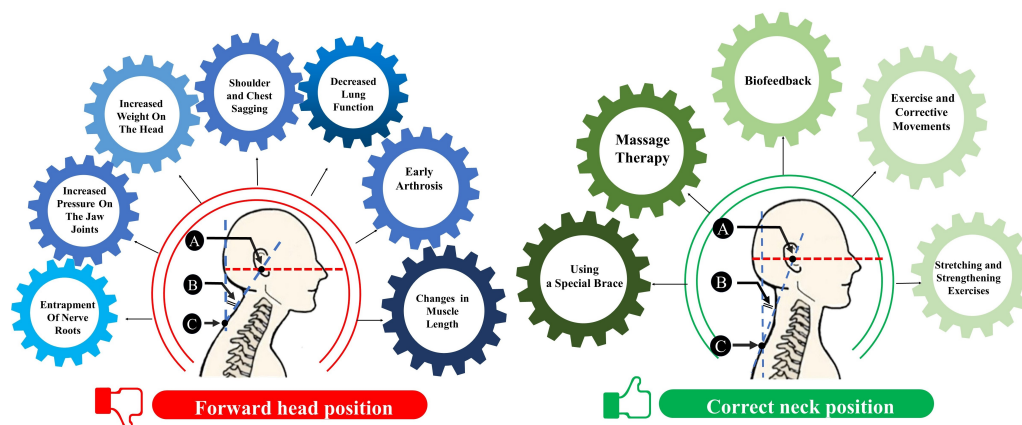 Entrapment
Of Nerve
Roots
Increased
Pressure On
The Jaw
Joints
Increased
Weight On
The Head
Shoulder
and Chest
Sagging
Decreased
Lung
Function
Early
Arthrosis
Changes in
Muscle
Length
A
B
C
Forward head position
Using
a Special Brace
Massage
Therapy
Biofeedback
Exercise and
Corrective
Movements
Stretching and
Strengthening
Exercises
A
B
C
Correct neck position